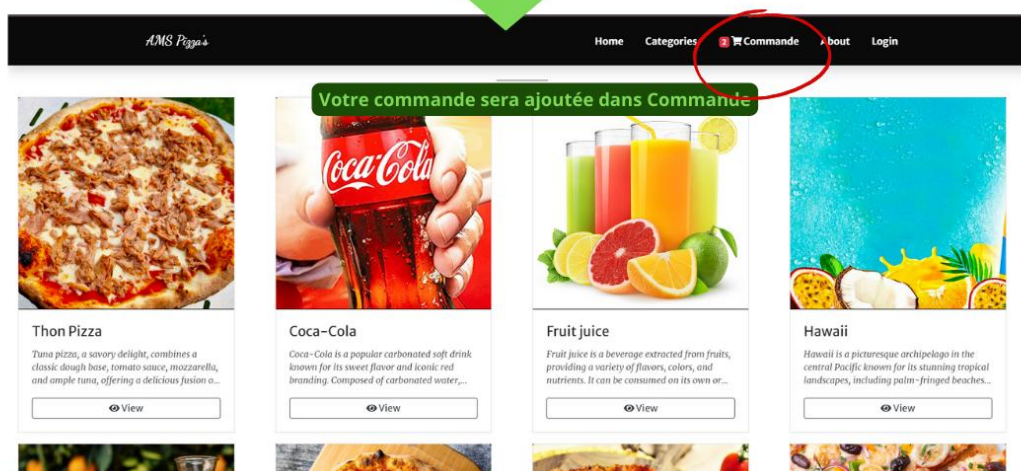 AMS Pizza's
Home Categories 2 Commande About Login
Votre commande sera ajoutée dans Commande
Coca-Cola
Thon Pizza
Tuna pizza, a savory delight, combines a
classic dough base, tomato sauce, mozzarella,
and ample tuna, offering a delicious fusion o...
View
Coca-Cola
Coca-Cola is a popular carbonated soft drink
known for its sweet flavor and iconic red
branding. Composed of carbonated water,...
View
Fruit juice
Fruit juice is a beverage extracted from fruits,
providing a variety of flavors, colors, and
nutrients. It can be consumed on its own or...
View
Hawaii
Hawaii is a picturesque archipelago in the
central Pacific known for its stunning tropical
landscapes, including palm-fringed beaches...
View